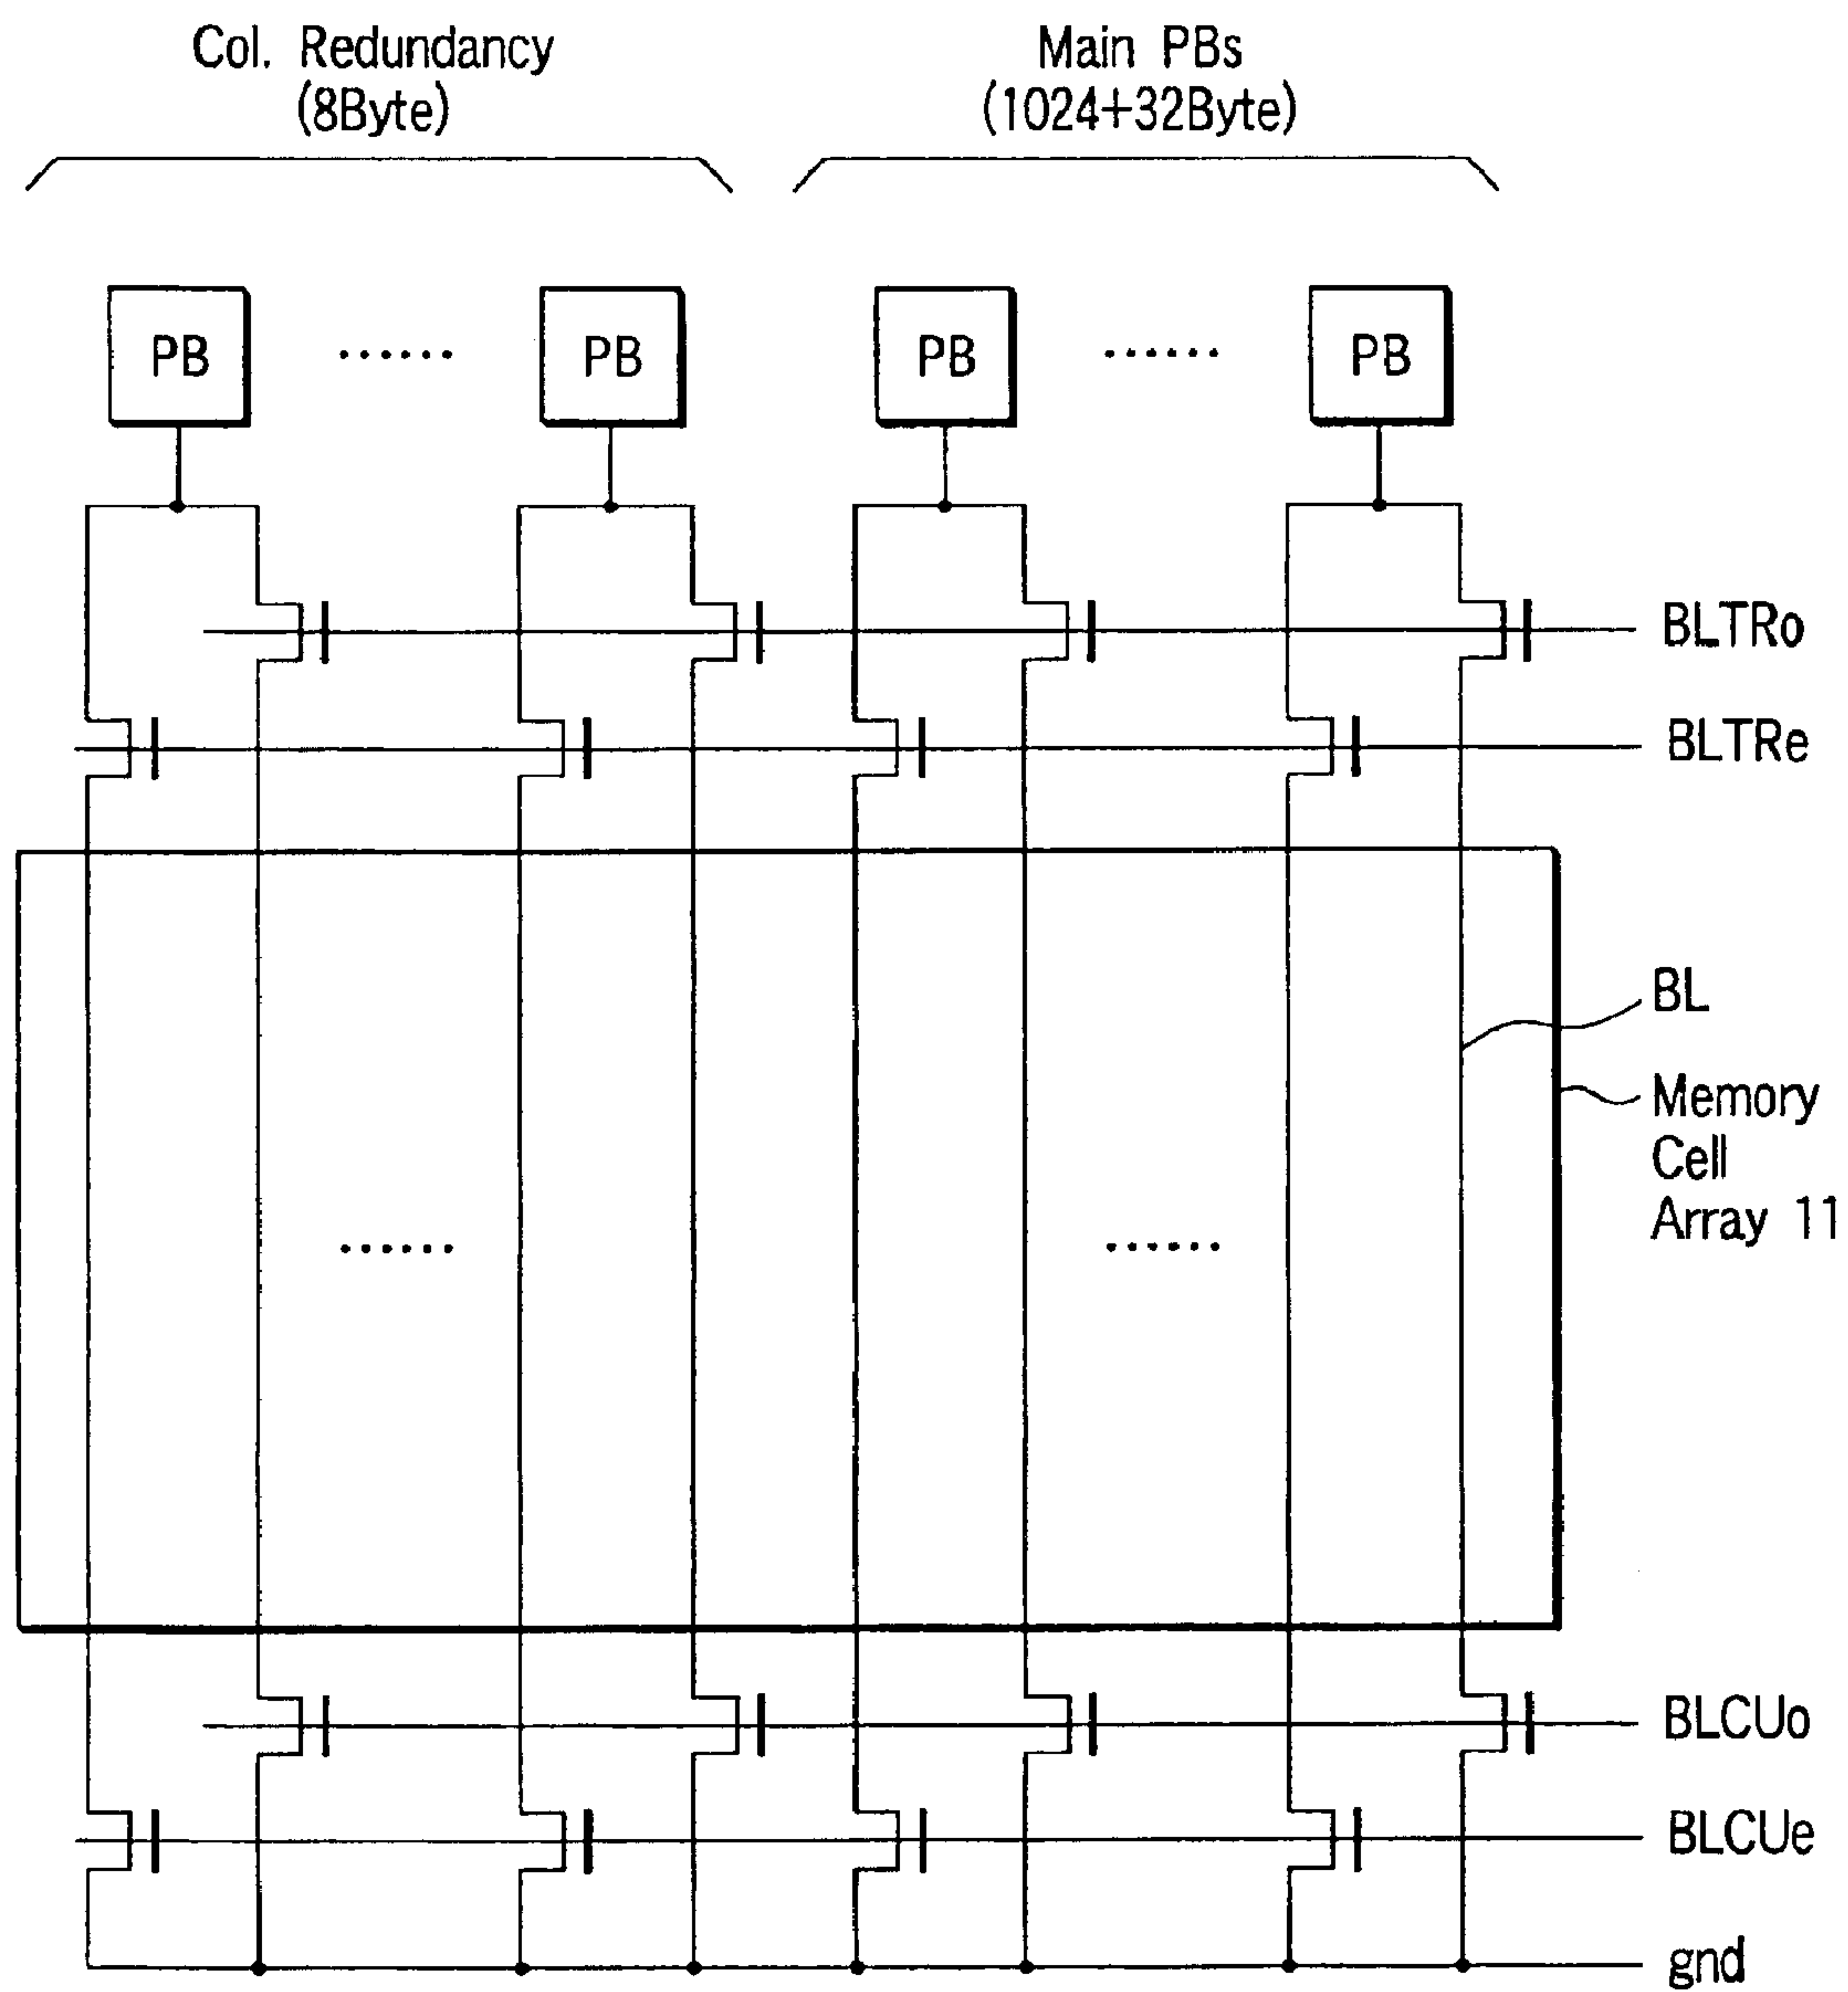 Col. Redundancy
(8Byte)
Main PBs
(1024+32Byte)
PB
......
PB
PB
......
PB
BLTRo
BLTRe
BL
Memory
Cell
Array 11
......
......
BLCUo
BLCUe
gnd